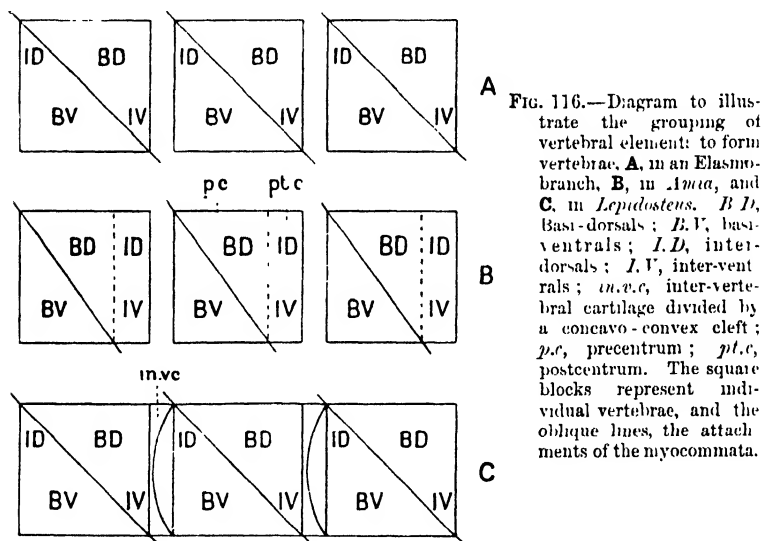 ID BD ID BD ID BD
BV IV BV IV BV IV
A
pc pt.c
BD ID BD ID BD ID
BV IV BV IV BV IV
B
in.vc
ID BD ID BD ID BD
BV IV BV IV BV IV
C
FIG. 116.—Diagram to illus-
trate the grouping of
vertebral element: to form
vertebrae, A, in an Elasmo-
branch, B, in Amia, and
C, in Lepidosteus. B D,
Basi-dorsals; B.V, basi-
ventrals; I.D, inter-
dorsals; I.V, inter-vent
rals; in.v.c, inter-verte-
bral cartilage divided by
a concavo-convex cleft;
p.c, precentrum; pt.c,
postcentrum. The square
blocks represent indi-
vidual vertebrae, and the
oblique lines, the attach
ments of the myocommata.